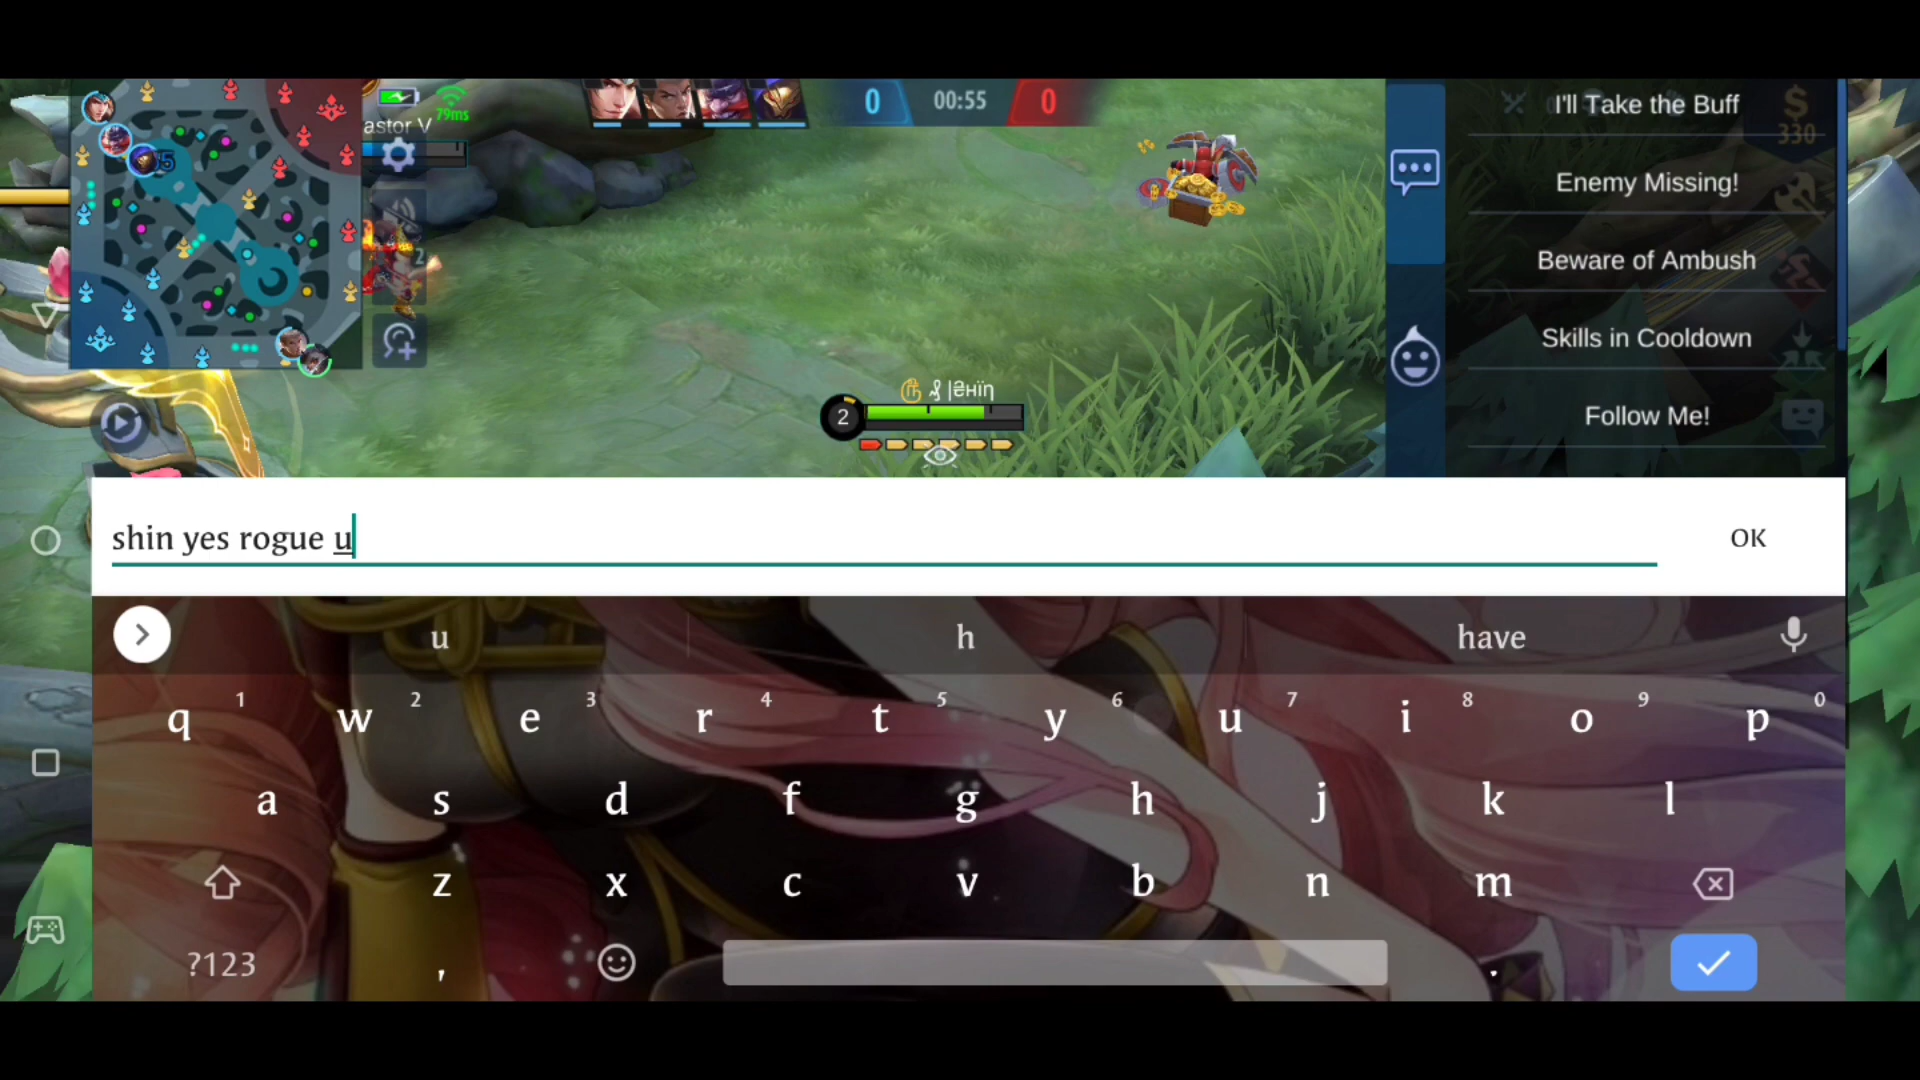 79ms
astor V
0 00:55 0
330
I'll Take the Buff
Enemy Missing!
Beware of Ambush
Skills in Cooldown
Follow Me!
2
shin yes rogue u
OK
u h have
1 2 3 4 5 6 7 8 9 0
q w e r t y u i o p
a s d f g h j k l
z x c v b n m
?123 , .